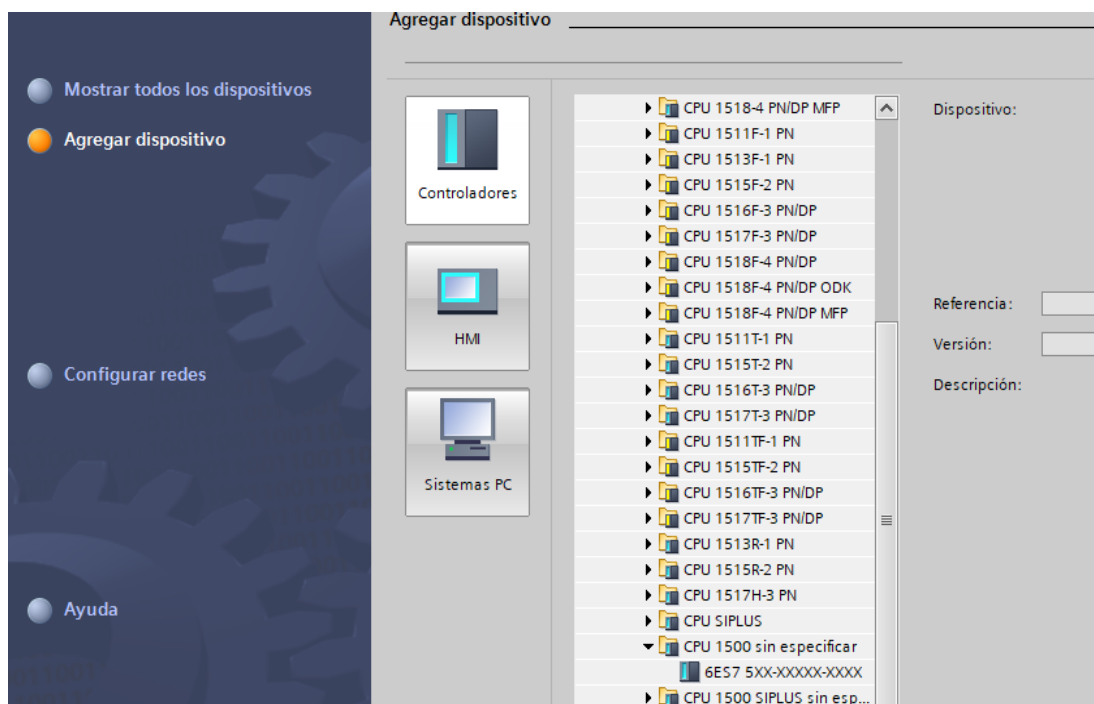 Agregar dispositivo
Mostrar todos los dispositivos
Agregar dispositivo
Configurar redes
Ayuda
Controladores
HMI
Sistemas PC
CPU 1518-4 PN/DP MFP
CPU 1511F-1 PN
CPU 1513F-1 PN
CPU 1515F-2 PN
CPU 1516F-3 PN/DP
CPU 1517F-3 PN/DP
CPU 1518F-4 PN/DP
CPU 1518F-4 PN/DP ODK
CPU 1518F-4 PN/DP MFP
CPU 1511T-1 PN
CPU 1515T-2 PN
CPU 1516T-3 PN/DP
CPU 1517T-3 PN/DP
CPU 1511TF-1 PN
CPU 1515TF-2 PN
CPU 1516TF-3 PN/DP
CPU 1517TF-3 PN/DP
CPU 1513R-1 PN
CPU 1515R-2 PN
CPU 1517H-3 PN
CPU SIPLUS
CPU 1500 sin especificar
6ES7 5XX-XXXXX-XXXX
CPU 1500 SIPLUS sin esp...
Dispositivo:
Referencia:
Versión:
Descripción: